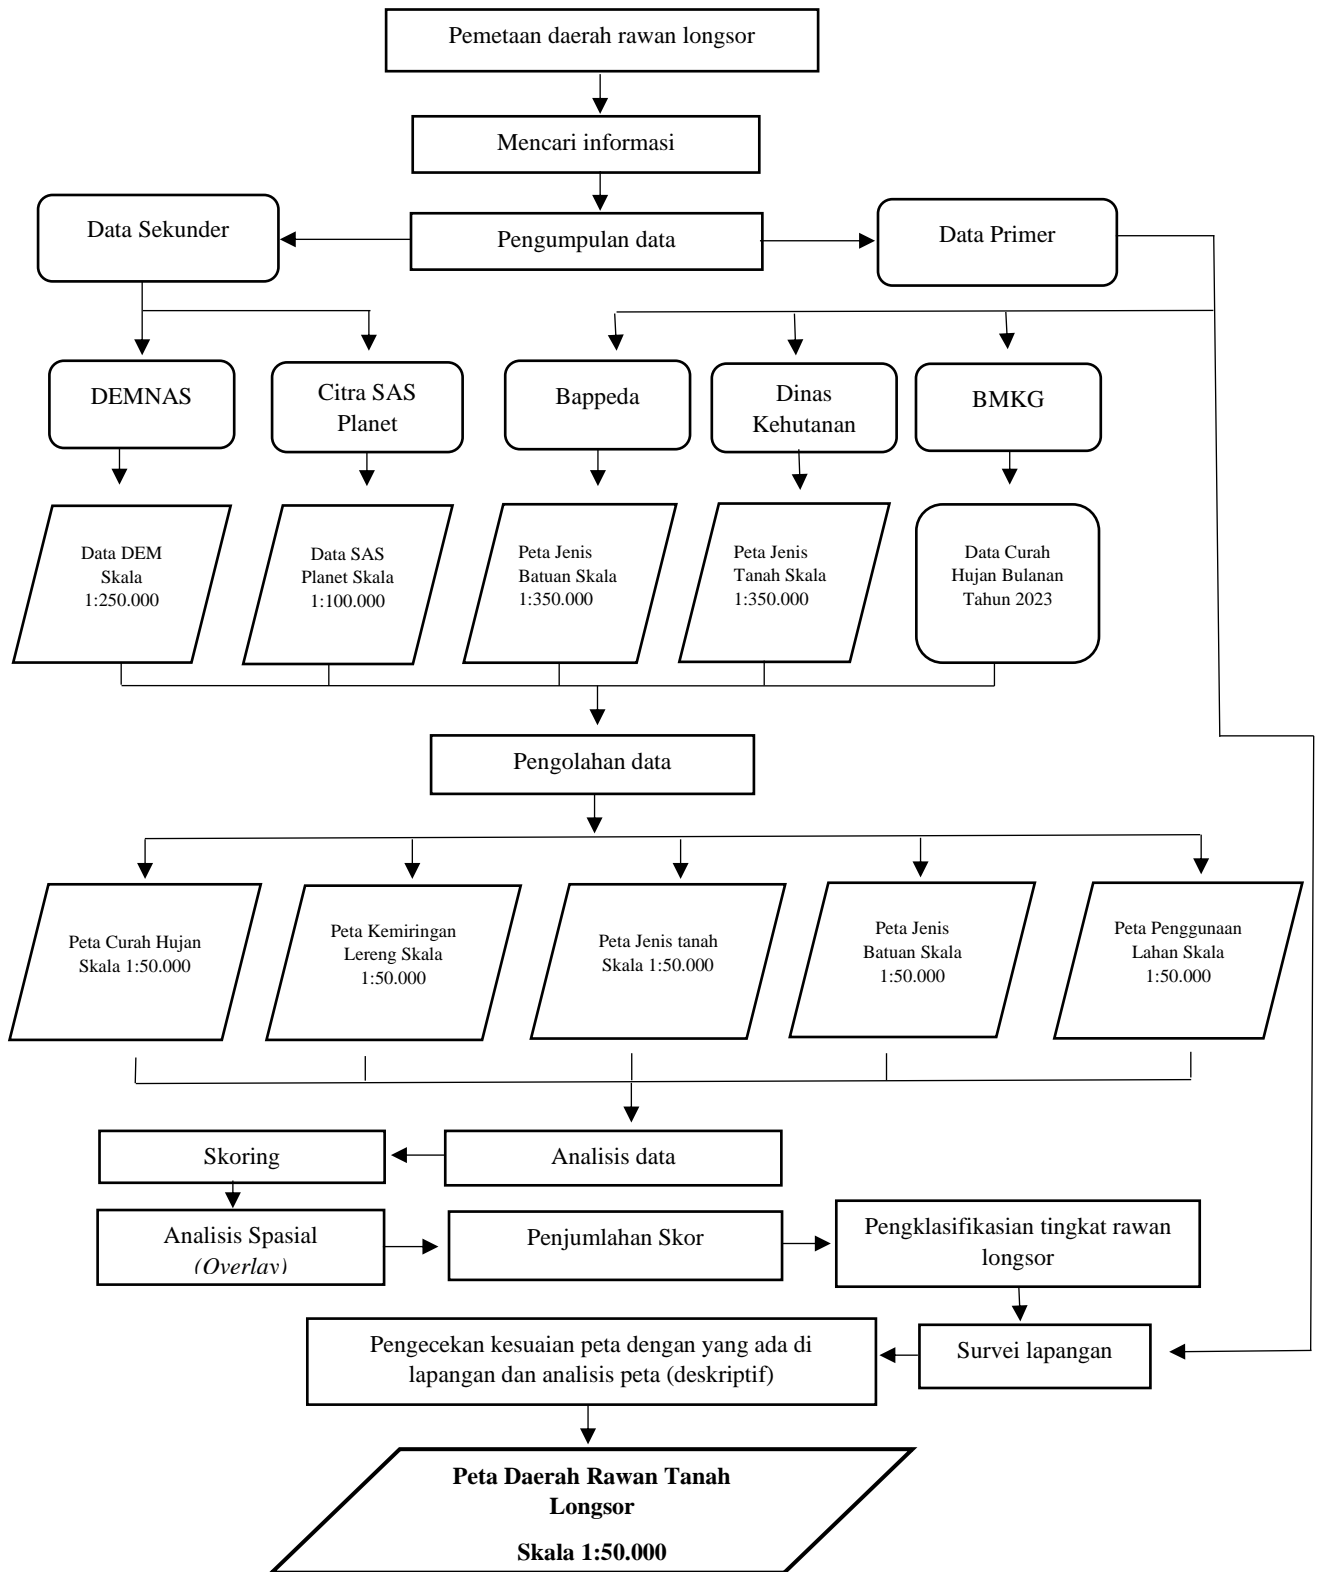 Pemetaan daerah rawan longsor
Mencari informasi
Data Sekunder
Pengumpulan data
Data Primer
DEMNAS
Citra SAS
Planet
Bappeda
Dinas
Kehutanan
BMKG
Data DEM
Skala
1:250.000
Data SAS
Planet Skala
1:100.000
Peta Jenis
Batuan Skala
1:350.000
Peta Jenis
Tanah Skala
1:350.000
Data Curah
Hujan Bulanan
Tahun 2023
Pengolahan data
Peta Curah Hujan
Skala 1:50.000
Peta Kemiringan
Lereng Skala
1:50.000
Peta Jenis tanah
Skala 1:50.000
Peta Jenis
Batuan Skala
1:50.000
Peta Penggunaan
Lahan Skala
1:50.000
Skoring
Analisis data
Analisis Spasial
(Overlay)
Penjumlahan Skor
Pengklasifikasian tingkat rawan
longsor
Pengecekan kesuaian peta dengan yang ada di
lapangan dan analisis peta (deskriptif)
Survei lapangan
Peta Daerah Rawan Tanah
Longsor
Skala 1:50.000